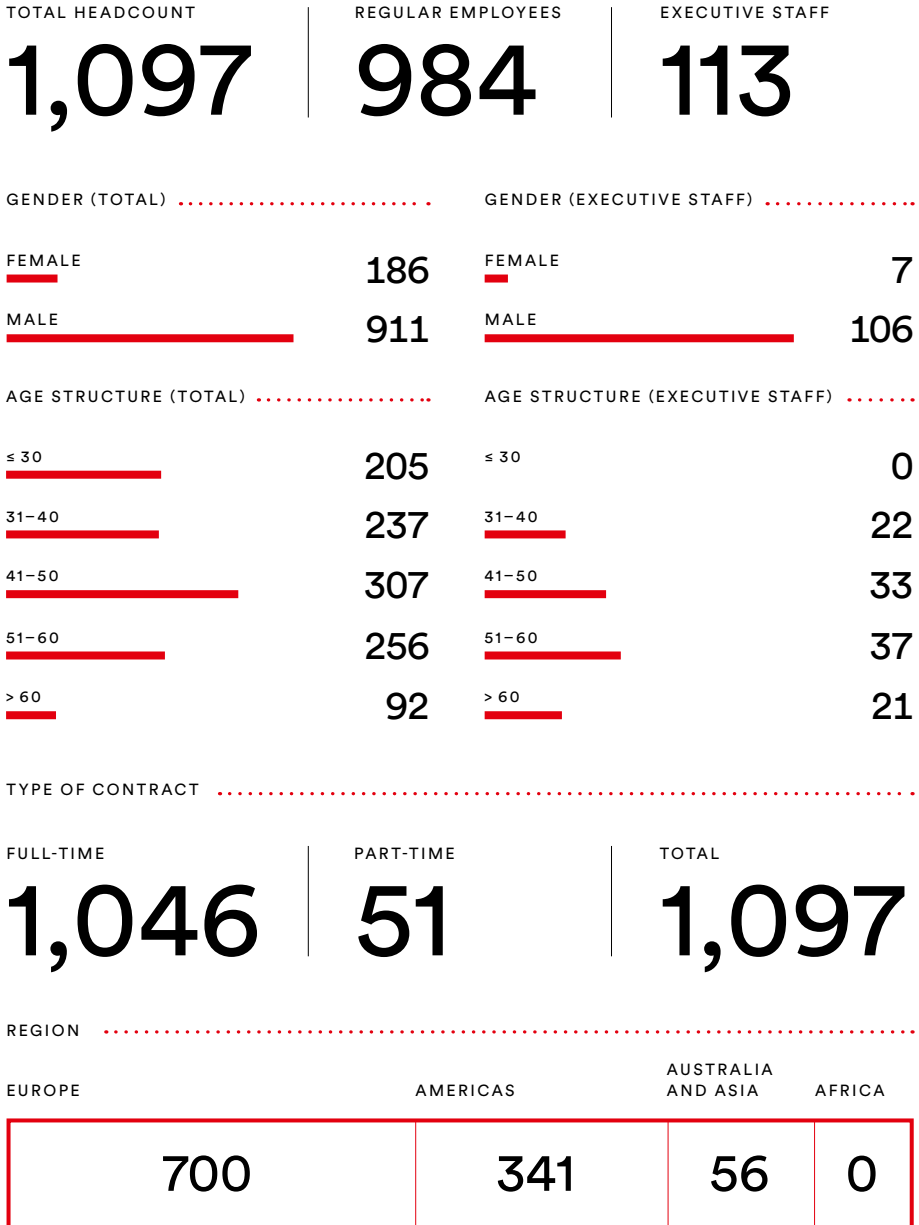 TOTAL HEADCOUNT REGULAR EMPLOYEES EXECUTIVE STAFF
1,097 984 113
GENDER (TOTAL) GENDER (EXECUTIVE STAFF)
FEMALE 186 FEMALE 7
MALE 911 MALE 106
AGE STRUCTURE (TOTAL) AGE STRUCTURE (EXECUTIVE STAFF)
≤ 30 205 ≤ 30 0
31–40 237 31–40 22
41–50 307 41–50 33
51–60 256 51–60 37
> 60 92 > 60 21
TYPE OF CONTRACT
FULL-TIME PART-TIME TOTAL
1,046 51 1,097
REGION
EUROPE AMERICAS AUSTRALIA
AND ASIA AFRICA
700 341 56 0